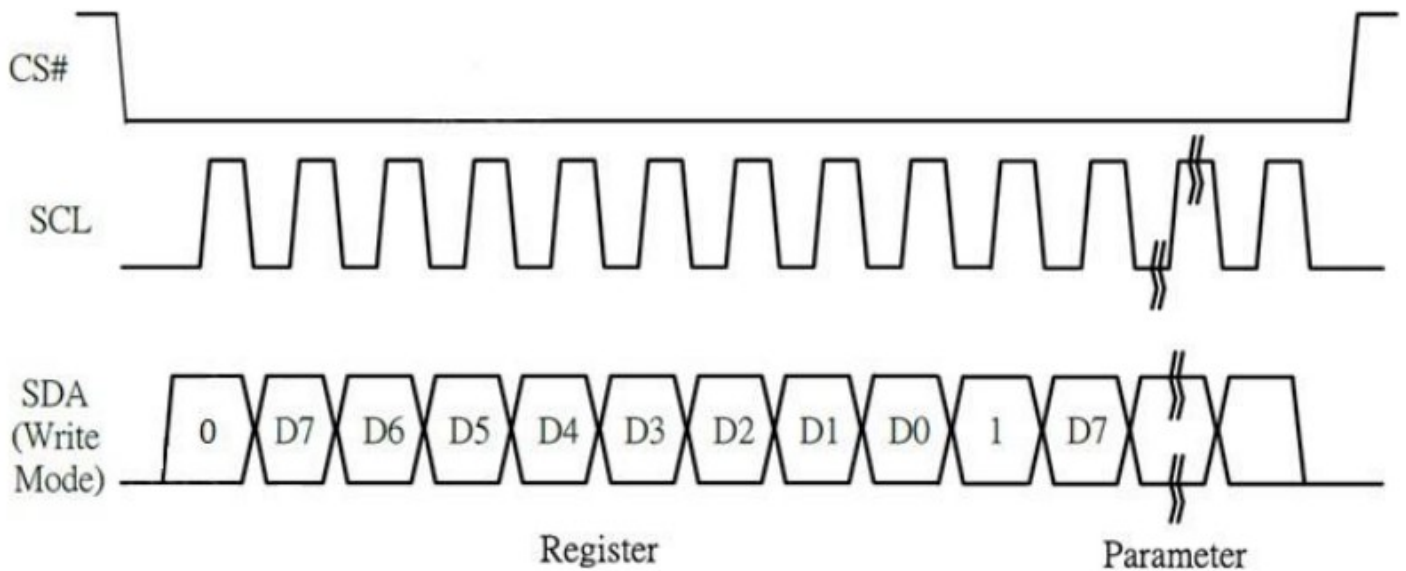 CS#
SCL
SDA
(Write
Mode)
0 D7 D6 D5 D4 D3 D2 D1 D0 1 D7
Register Parameter